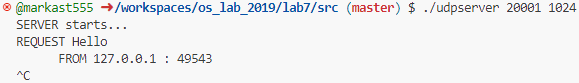 @markast555 ➜/workspaces/os_lab_2019/lab7/src (master) $ ./udpserver 20001 1024
SERVER starts...
REQUEST Hello
FROM 127.0.0.1 : 49543
^C